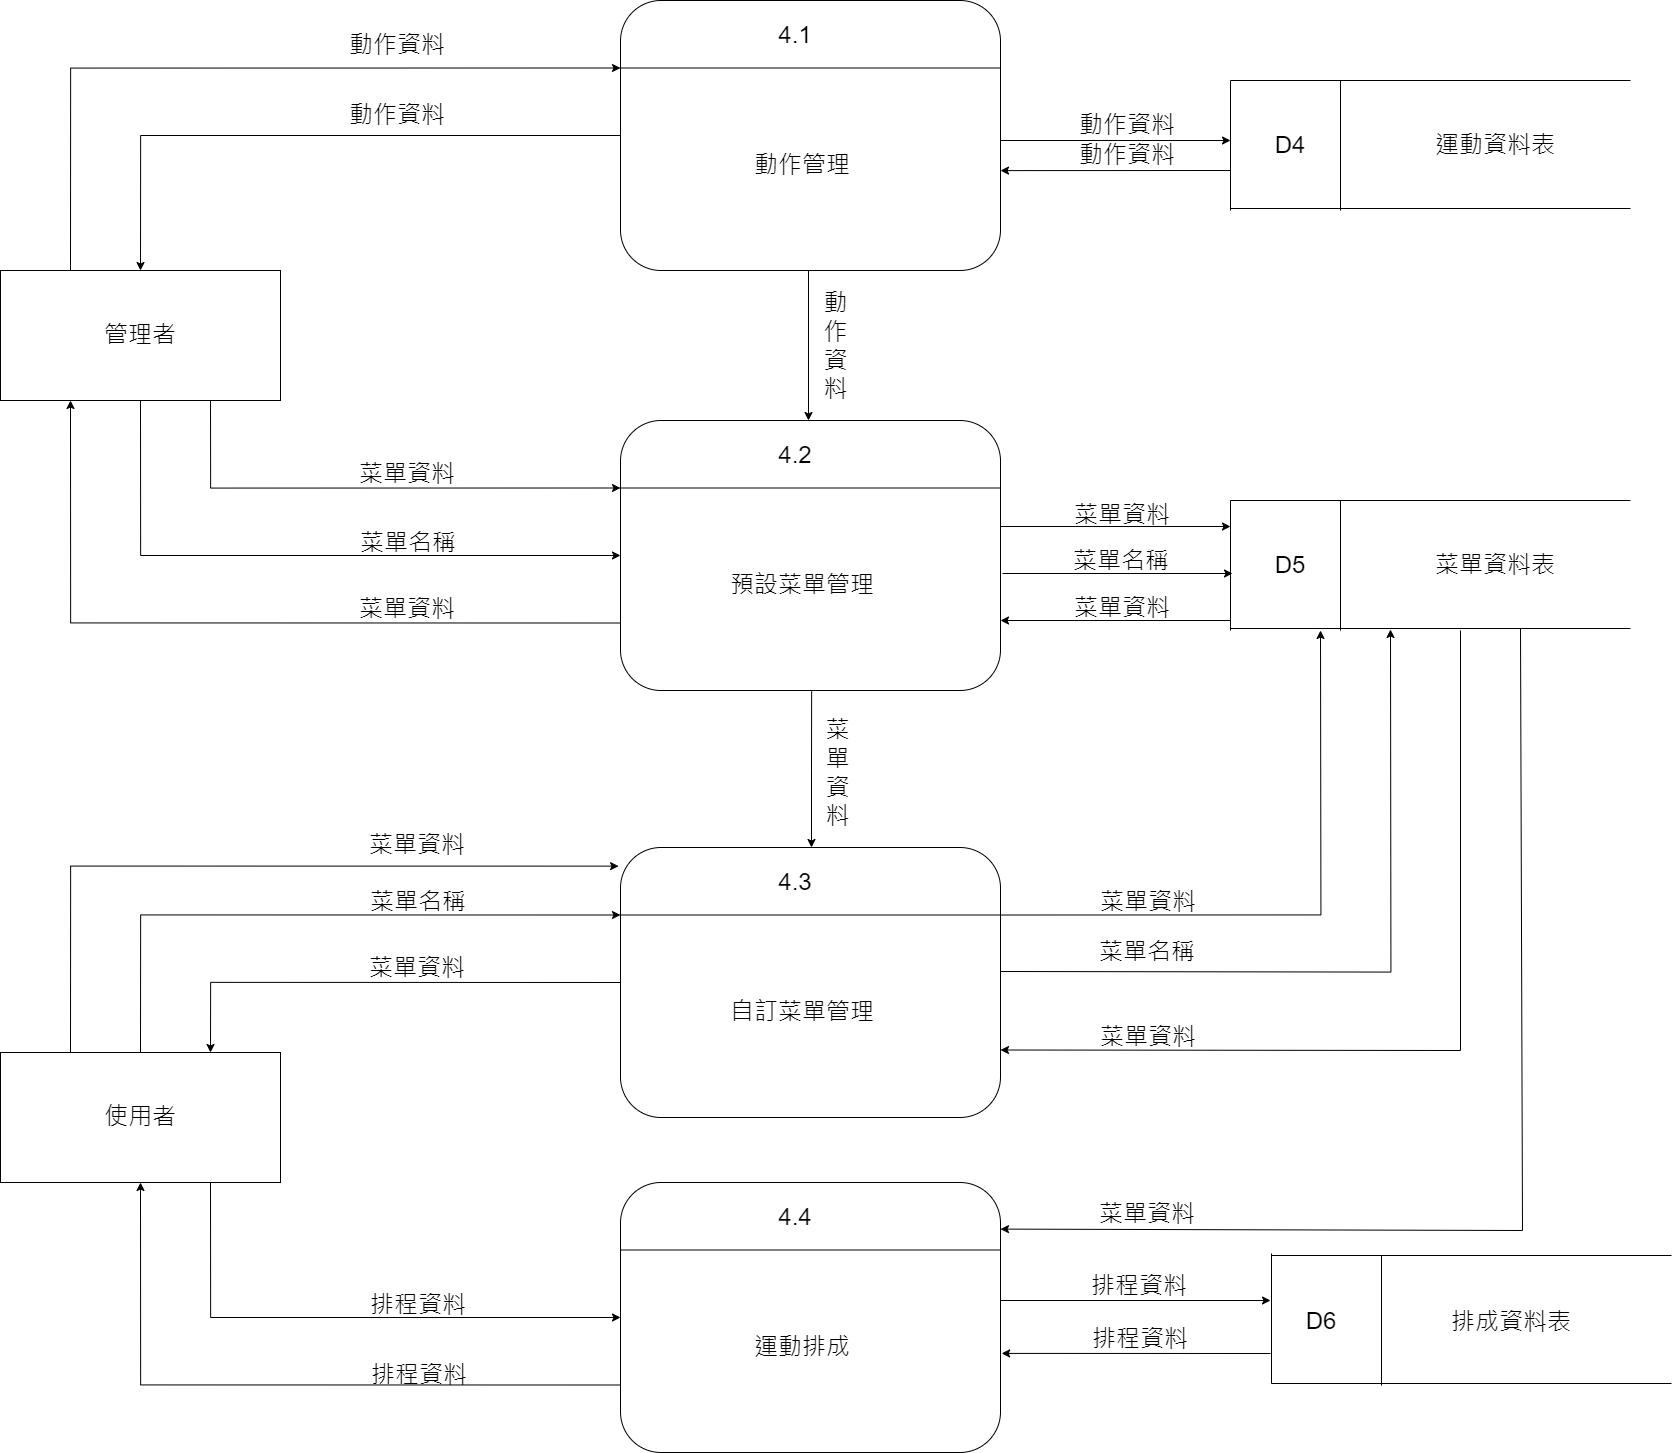 4.1
動作資料
動作資料
動作管理
動作資料
動作資料
D4
運動資料表
管理者
動作資料
4.2
菜單資料
菜單名稱
菜單資料
預設菜單管理
菜單資料
菜單名稱
菜單資料
D5
菜單資料表
菜單資料
4.3
菜單資料
菜單名稱
菜單資料
自訂菜單管理
菜單資料
菜單名稱
菜單資料
使用者
4.4
菜單資料
排程資料
排程資料
運動排成
排程資料
排程資料
D6
排成資料表